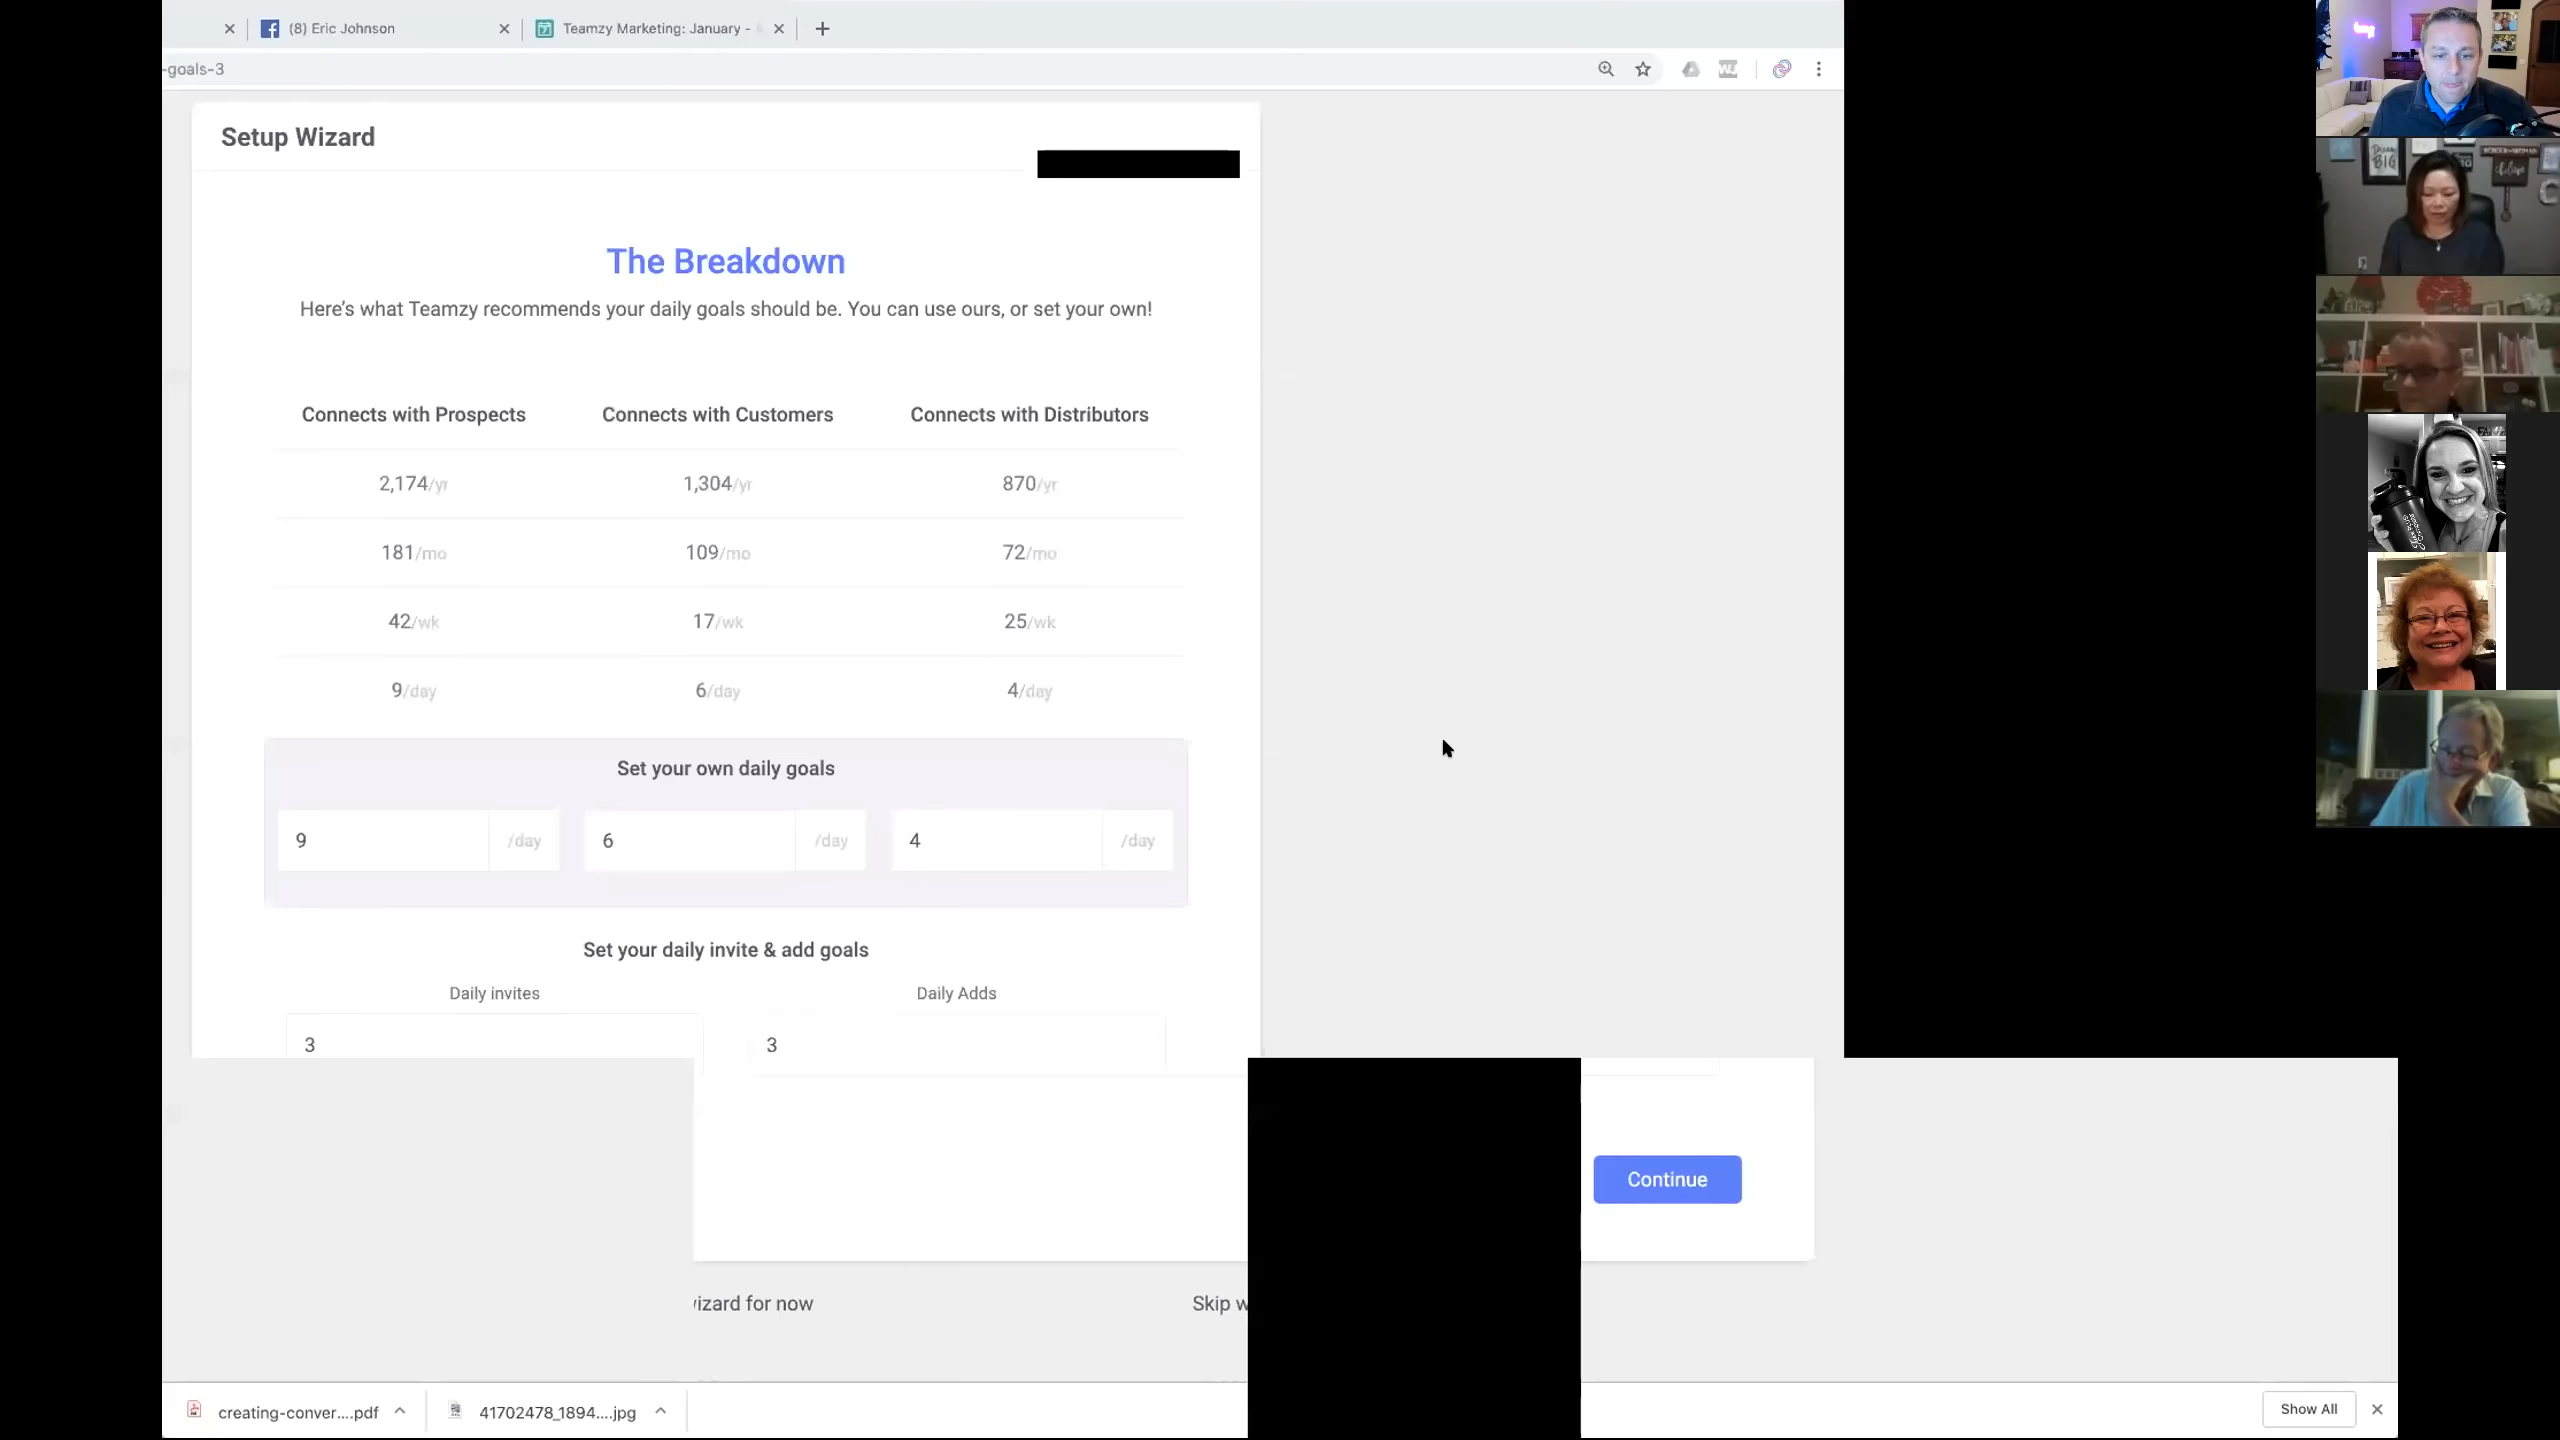 (8) Eric Johnson
Teamzy Marketing: January -
-goals-3
Setup Wizard
The Breakdown
Here's what Teamzy recommends your daily goals should be. You can use ours, or set your own!
Connects with Prospects Connects with Customers Connects with Distributors
2,174/yr 1,304/yr 870/yr
181/mo 109/mo 72/mo
42/wk 17/wk 25/wk
9/day 6/day 4/day
Set your own daily goals
9 /day 6 /day 4 /day
Set your daily invite & add goals
Daily invites Daily Adds
3 3
Continue
izard for now Skip w
creating-conver....pdf 41702478_1894....jpg Show All
DREAM BIG